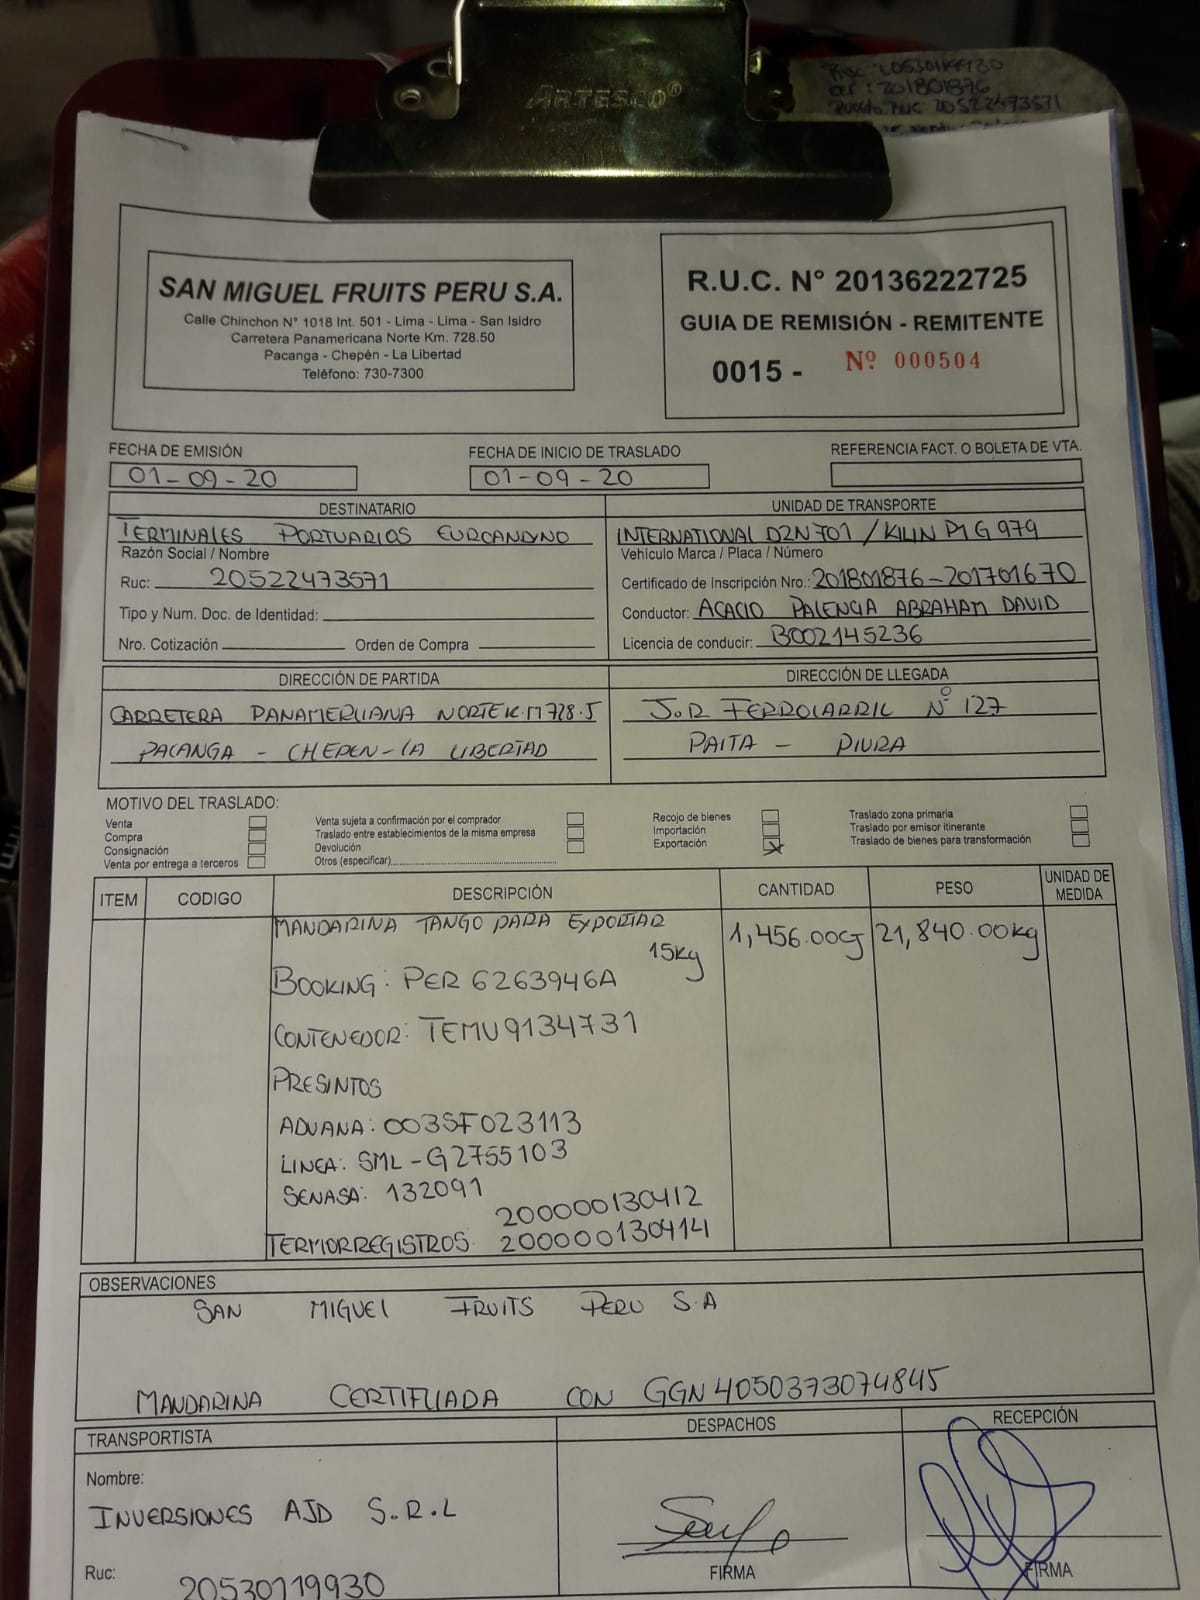 ARTESCO®
Ruc: 20530119930
201801876
Ruc 20522473571
SAN MIGUEL FRUITS PERU S.A.
Calle Chinchon N° 1018 Int. 501 - Lima - Lima - San Isidro
Carretera Panamericana Norte Km. 728.50
Pacanga - Chepén - La Libertad
Teléfono: 730-7300
R.U.C. N° 20136222725
GUIA DE REMISIÓN - REMITENTE
0015 - Nº 000504
FECHA DE EMISIÓN
01-09-20
FECHA DE INICIO DE TRASLADO
01-09-20
REFERENCIA FACT. O BOLETA DE VTA.
DESTINATARIO
TERMINALES PORTUARIOS EUROANDINO
Razón Social / Nombre
Ruc: 20522473571
Tipo y Num. Doc. de Identidad:
Nro. Cotización Orden de Compra
UNIDAD DE TRANSPORTE
INTERNATIONAL D2N 701 / KILIN P1G 979
Vehículo Marca / Placa / Número
Certificado de Inscripción Nro.: 201801876-201701670
Conductor: ACACIO PALENCIA ABRAHAM DAVID
Licencia de conducir: B002145236
DIRECCIÓN DE PARTIDA
CARRETERA PANAMERICANA NORTE K.M 728.5
PACANGA - CHEPEN - LA LIBERTAD
DIRECCIÓN DE LLEGADA
J.R FERROCARRIL Nº 127
PAITA - PIURA
MOTIVO DEL TRASLADO:
Venta
Compra
Consignación
Venta por entrega a terceros
Venta sujeta a confirmación por el comprador
Traslado entre establecimientos de la misma empresa
Devolución
Otros (especificar)
Recojo de bienes
Importación
Exportación X
Traslado zona primaria
Traslado por emisor itinerante
Traslado de bienes para transformación
ITEM CODIGO DESCRIPCIÓN CANTIDAD PESO UNIDAD DE MEDIDA
MANDARINA TANGO PARA EXPORTAR 1,456.00CJ 21,840.00kg
15kg
BOOKING: PER 6263946A
CONTENEDOR: TEMU9134731
PRESINTOS
ADUANA: 003SF023113
LINEA: SML-G2755103
SENASA: 132091
200000130412
TERMORREGISTROS: 200000130414
OBSERVACIONES
SAN MIGUEL FRUITS PERU S.A
MANDARINA CERTIFICADA CON GGN 4050373074845
TRANSPORTISTA
Nombre:
INVERSIONES AJD S.R.L
Ruc: 20530119930
DESPACHOS
FIRMA
RECEPCIÓN
FIRMA